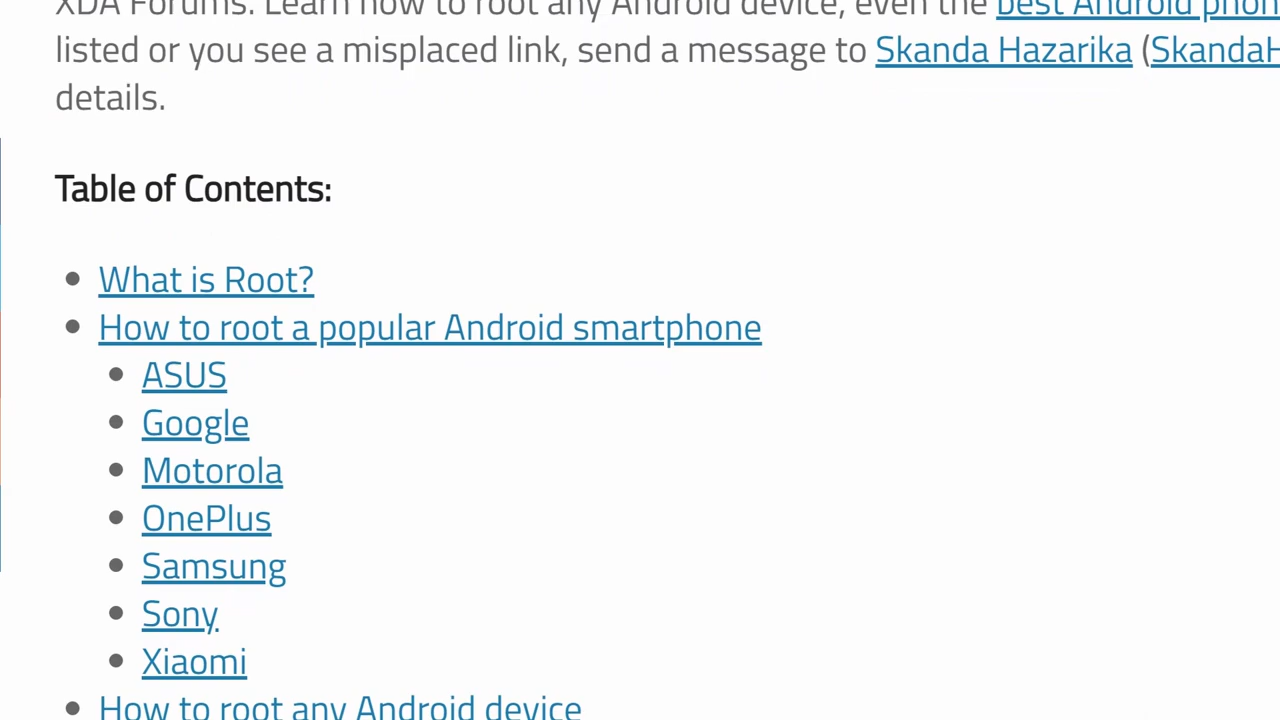 XDA Forums. Learn how to root any Android device, even the best Android phon
listed or you see a misplaced link, send a message to Skanda Hazarika (SkandaH
details.
Table of Contents:
What is Root?
How to root a popular Android smartphone
ASUS
Google
Motorola
OnePlus
Samsung
Sony
Xiaomi
How to root any Android device